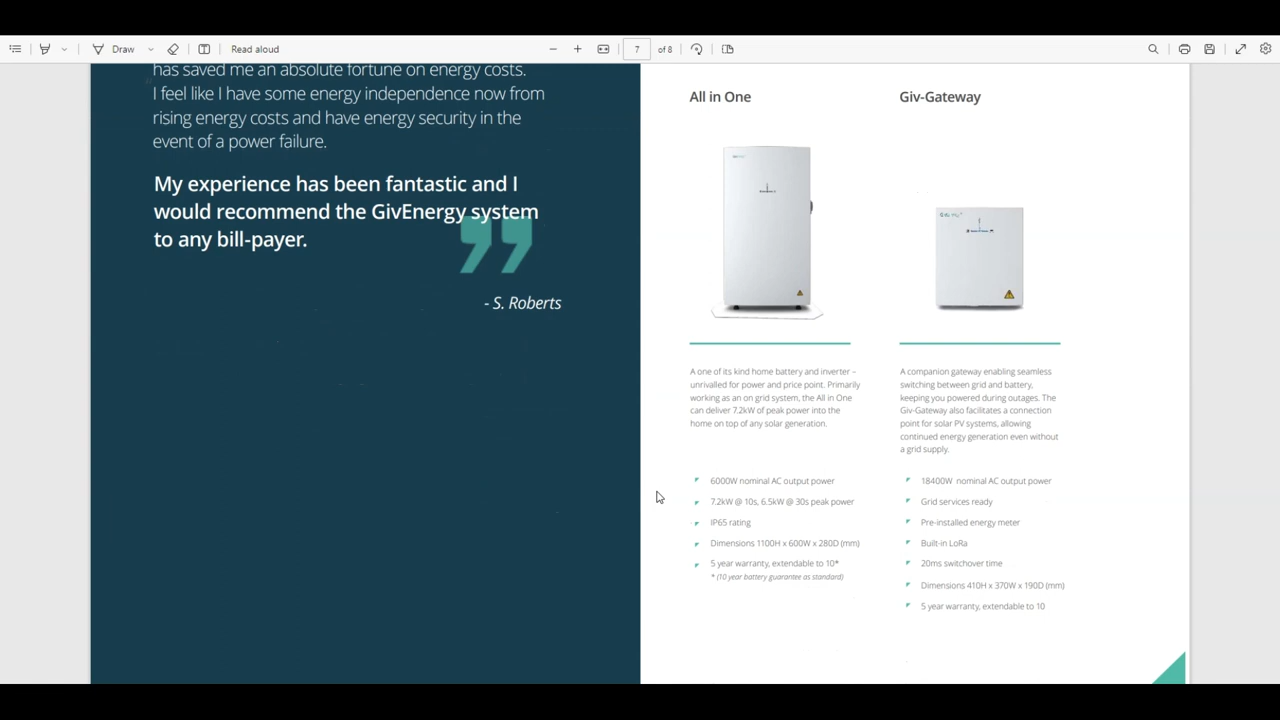 Draw
Read aloud
7
of 8
has saved me an absolute fortune on energy costs.
I feel like I have some energy independence now from
rising energy costs and have energy security in the
event of a power failure.
My experience has been fantastic and I
would recommend the GivEnergy system
to any bill-payer.
”
- S. Roberts
All in One
A one of its kind home battery and inverter –
unrivalled for power and price point. Primarily
working as an on grid system, the All in One
can deliver 7.2kW of peak power into the
home on top of any solar generation.
6000W nominal AC output power
7.2kW @ 10s, 6.5kW @ 30s peak power
IP65 rating
Dimensions 1100H x 600W x 280D (mm)
5 year warranty, extendable to 10*
* (10 year battery guarantee as standard)
Giv-Gateway
A companion gateway enabling seamless
switching between grid and battery,
keeping you powered during outages. The
Giv-Gateway also facilitates a connection
point for solar PV systems, allowing
continued energy generation even without
a grid supply.
18400W nominal AC output power
Grid services ready
Pre-installed energy meter
Built-in LoRa
20ms switchover time
Dimensions 410H x 370W x 190D (mm)
5 year warranty, extendable to 10